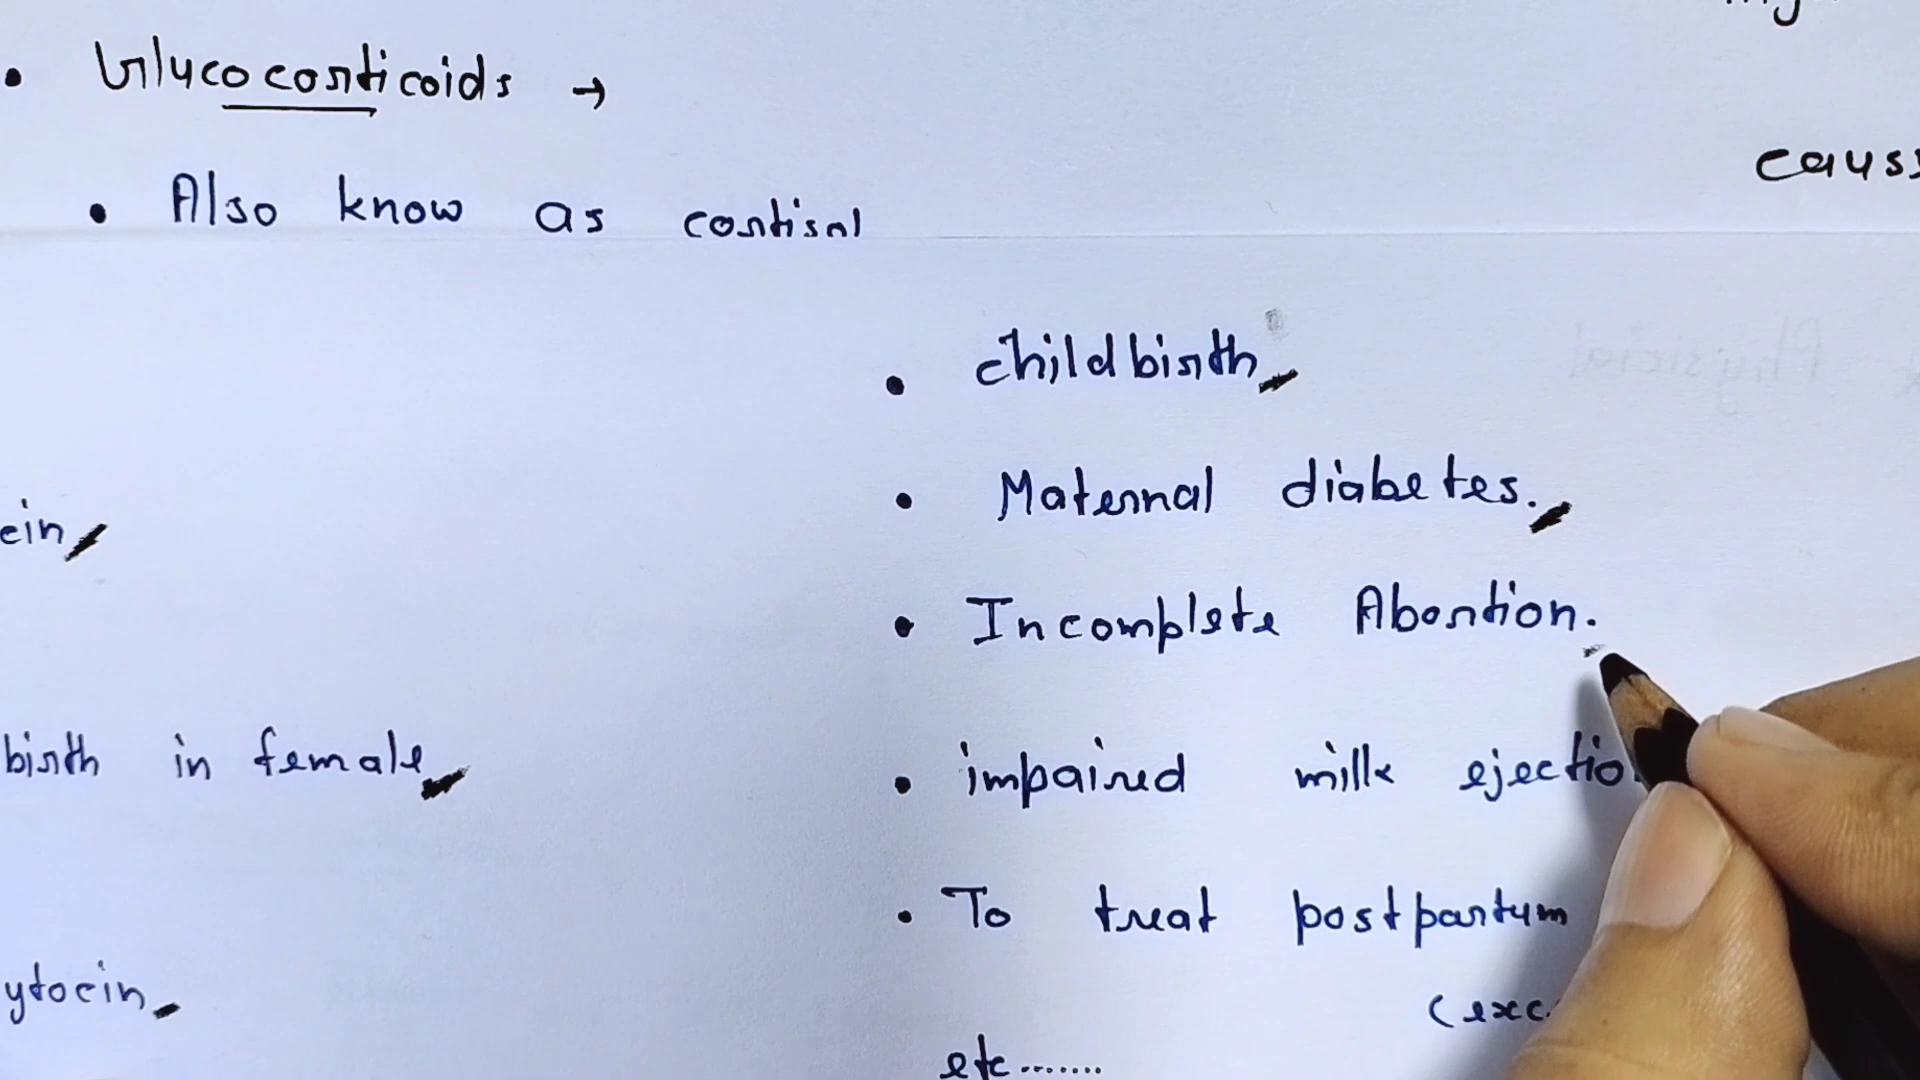 • Glucocorticoids →
causs
• Also know as cortisol
• childbirth
• Maternal diabetes.
ein
• Incomplete Abortion.
birth in female
• impaired milk ejectio
• To treat postpartum
ytocin
(exc
etc.......